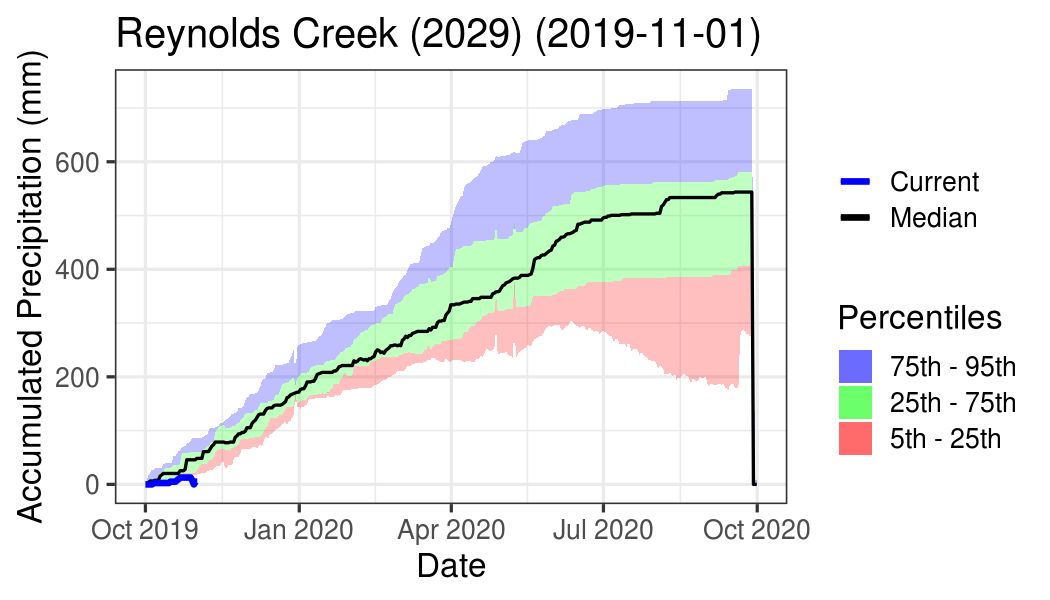 Reynolds Creek (2029) (2019-11-01)
Accumulated Precipitation (mm)
600
400
200
0
Oct 2019
Jan 2020
Apr 2020
Jul 2020
Oct 2020
Date
Current
Median
Percentiles
75th - 95th
25th - 75th
5th - 25th